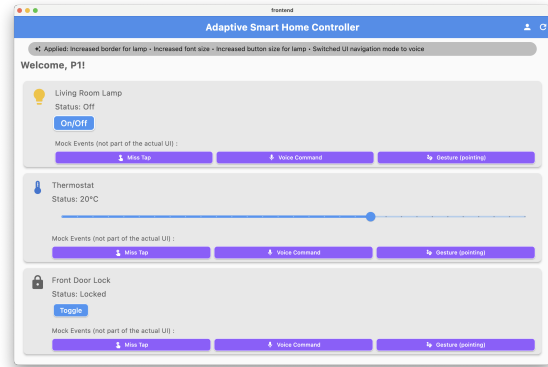 frontend
Adaptive Smart Home Controller
Applied: Increased border for lamp • Increased font size • Increased button size for lamp • Switched UI navigation mode to voice
Welcome, P1!
Living Room Lamp
Status: Off
On/Off
Mock Events (not part of the actual UI) :
Miss Tap Voice Command Gesture (pointing)
Thermostat
Status: 20°C
Mock Events (not part of the actual UI) :
Miss Tap Voice Command Gesture (pointing)
Front Door Lock
Status: Locked
Toggle
Mock Events (not part of the actual UI) :
Miss Tap Voice Command Gesture (pointing)